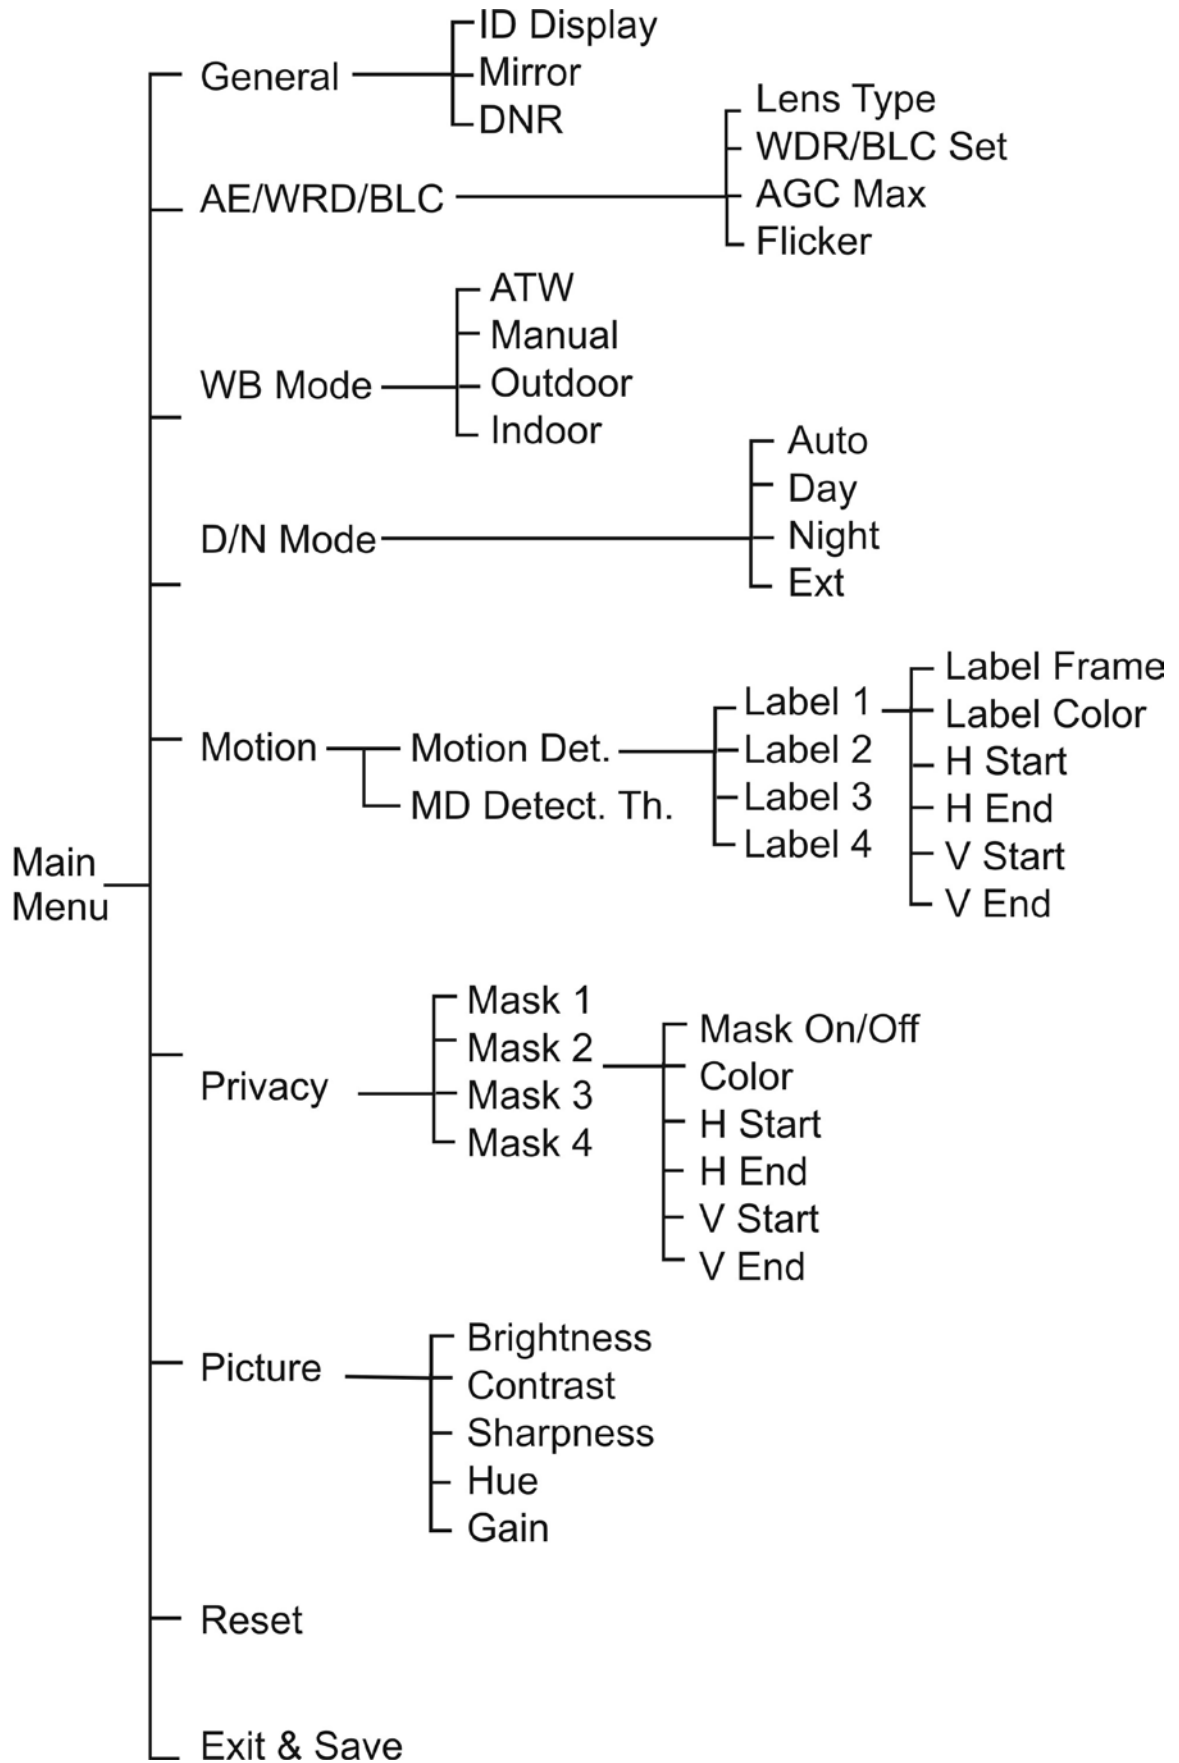 ID Display
General
Mirror
DNR
Lens Type
WDR/BLC Set
AE/WRD/BLC
AGC Max
Flicker
ATW
Manual
WB Mode
Outdoor
Indoor
Auto
Day
D/N Mode
Night
Ext
Motion
Motion Det.
MD Detect. Th.
Label 1
Label 2
Label 3
Label 4
Label Frame
Label Color
H Start
H End
V Start
V End
Main
Menu
Privacy
Mask 1
Mask 2
Mask 3
Mask 4
Mask On/Off
Color
H Start
H End
V Start
V End
Picture
Brightness
Contrast
Sharpness
Hue
Gain
Reset
Exit & Save